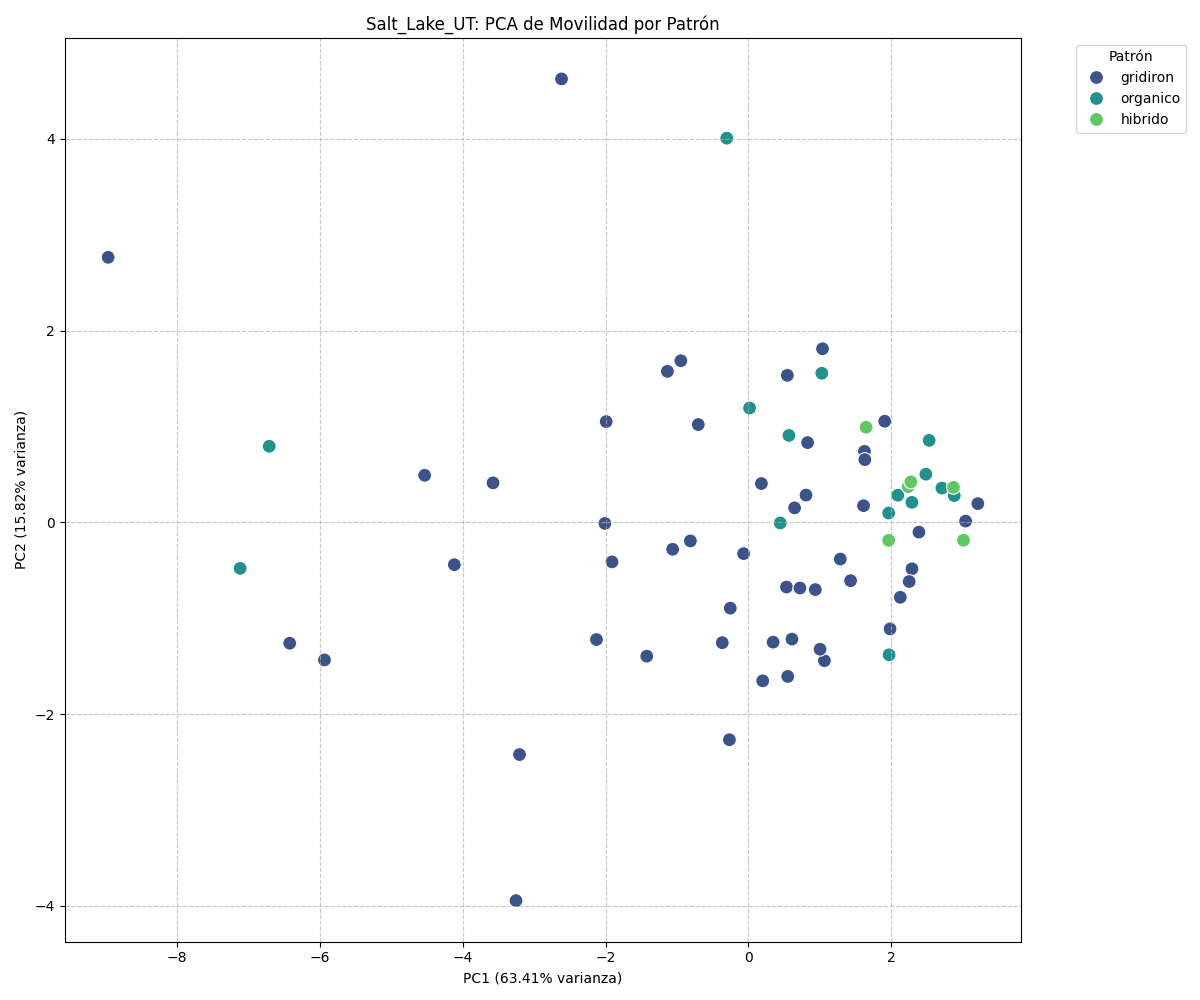 Salt_Lake_UT: PCA de Movilidad por Patrón
Patrón
gridiron
organico
hibrido
PC2 (15.82% varianza)
4
2
0
−2
−4
−8
−6
−4
−2
0
2
PC1 (63.41% varianza)